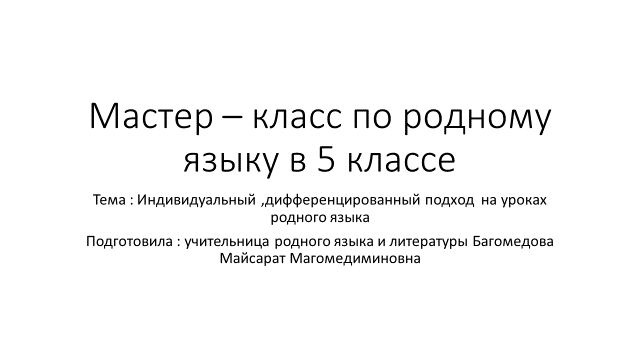 Мастер – класс по родному
языку в 5 классе
Тема : Индивидуальный ,дифференцированный подход на уроках
родного языка
Подготовила : учительница родного языка и литературы Багомедова
Майсарат Магомедиминовна